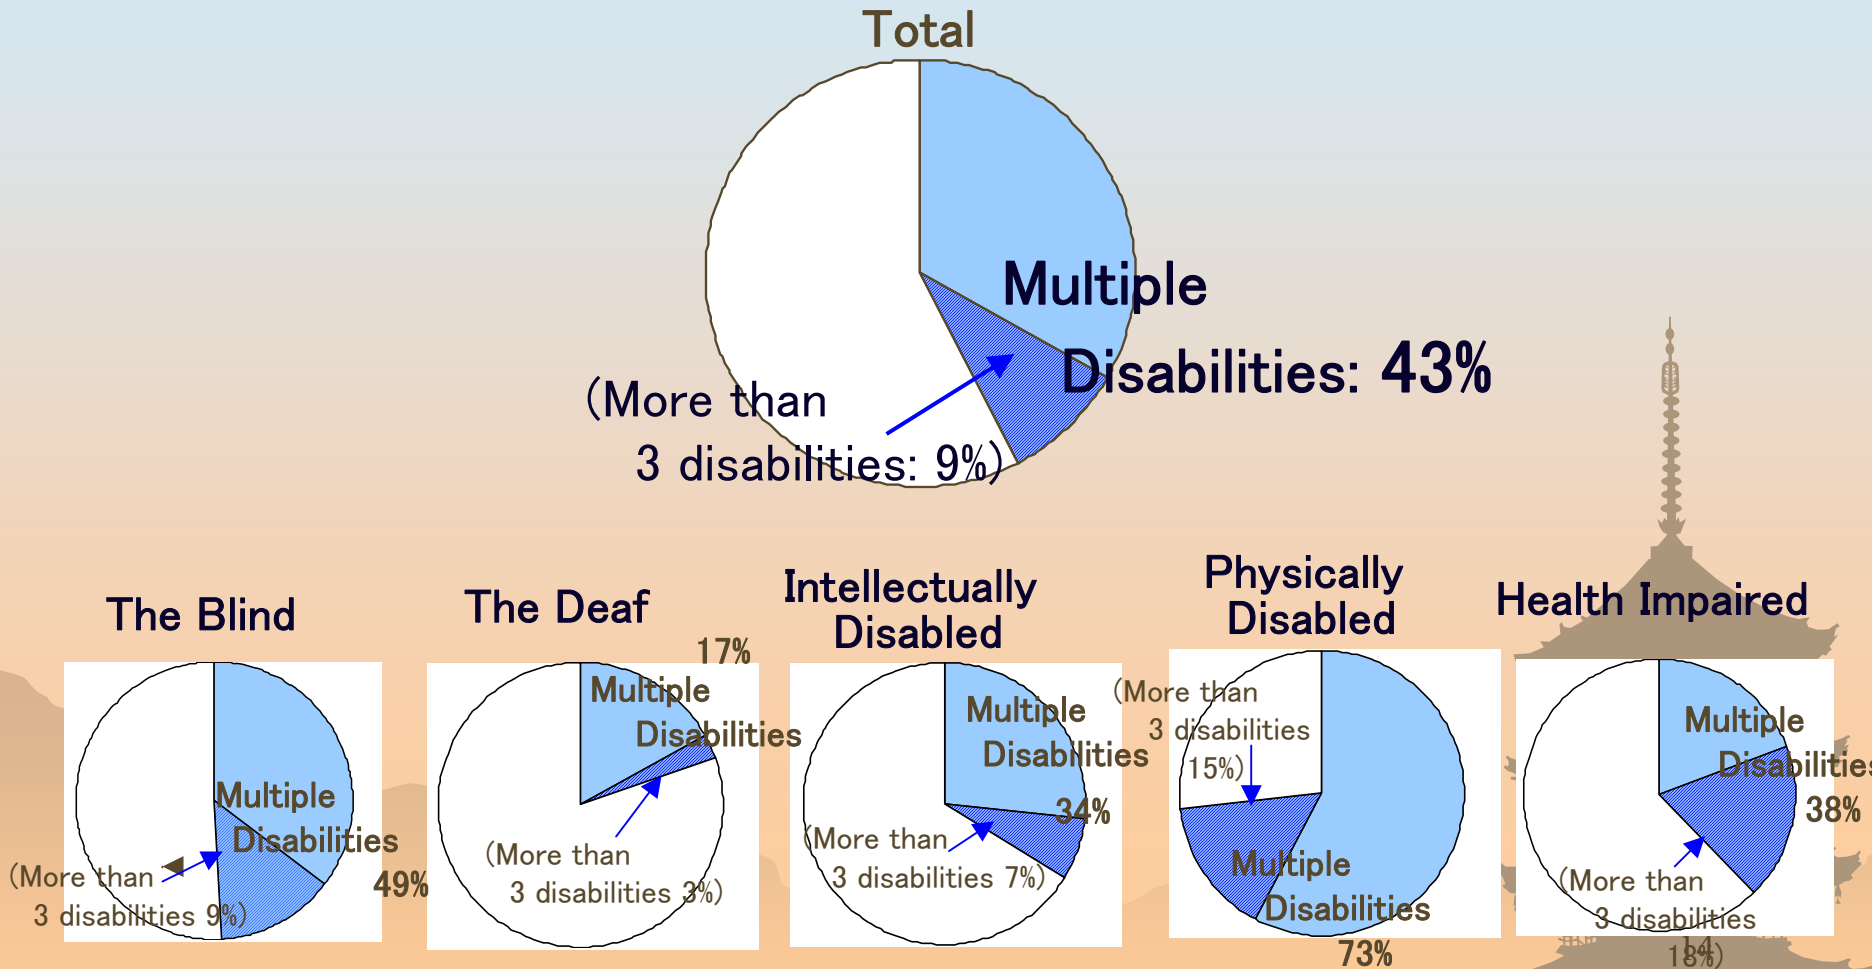 Total
Multiple
Disabilities: 43%
(More than
3 disabilities: 9%)
The Blind
Multiple
Disabilities
49%
(More than
3 disabilities 9%)
The Deaf
17%
Multiple
Disabilities
(More than
3 disabilities 3%)
Intellectually
Disabled
Multiple
Disabilities
34%
(More than
3 disabilities 7%)
Physically
Disabled
(More than
3 disabilities
15%)
Multiple
Disabilities
73%
Health Impaired
Multiple
Disabilities
38%
(More than
3 disabilities
18%)
14